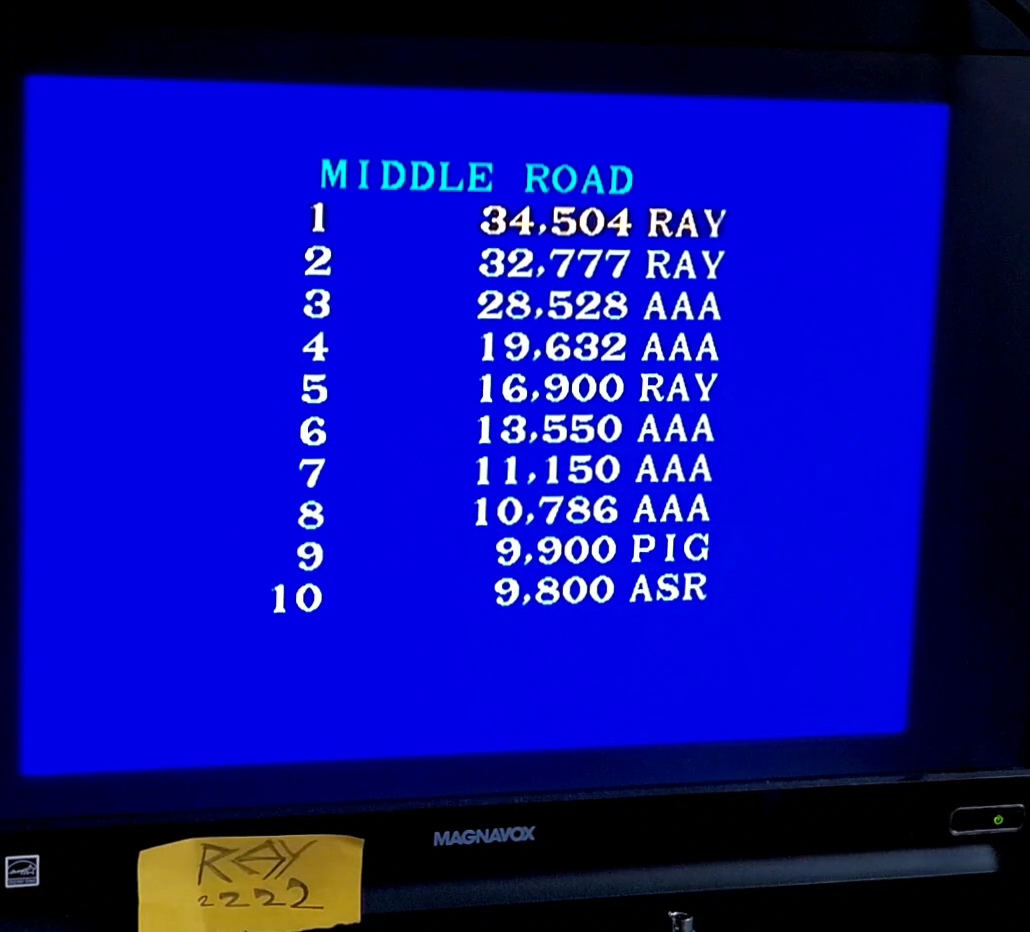 MIDDLE ROAD
1 34,504 RAY
2 32,777 RAY
3 28,528 AAA
4 19,632 AAA
5 16,900 RAY
6 13,550 AAA
7 11,150 AAA
8 10,786 AAA
9 9,900 PIG
10 9,800 ASR
MAGNAVOX
RAY
2222